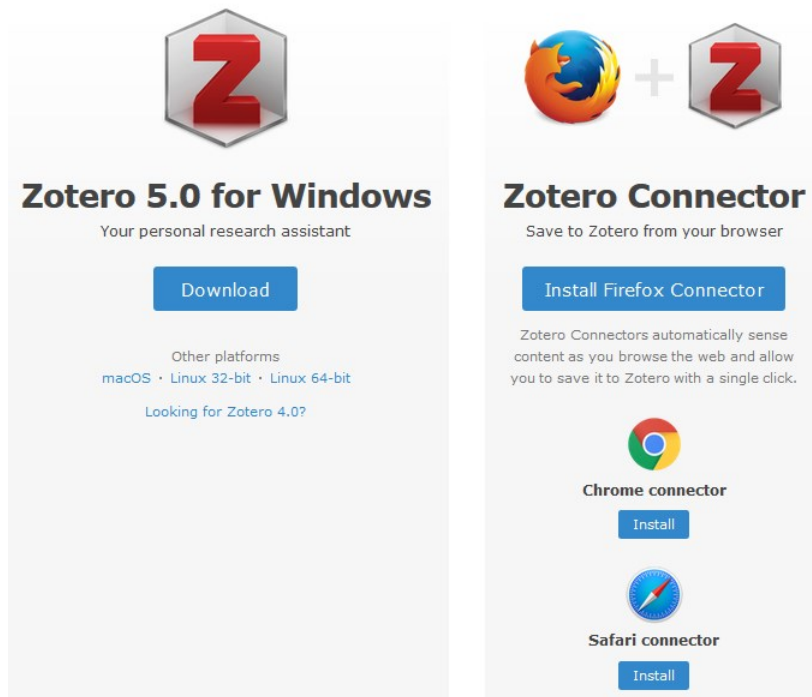 Zotero 5.0 for Windows
Your personal research assistant
Download
Other platforms
macOS · Linux 32-bit · Linux 64-bit
Looking for Zotero 4.0?
Z
Z
Zotero Connector
Save to Zotero from your browser
Install Firefox Connector
Zotero Connectors automatically sense
content as you browse the web and allow
you to save it to Zotero with a single click.
Chrome connector
Install
Safari connector
Install